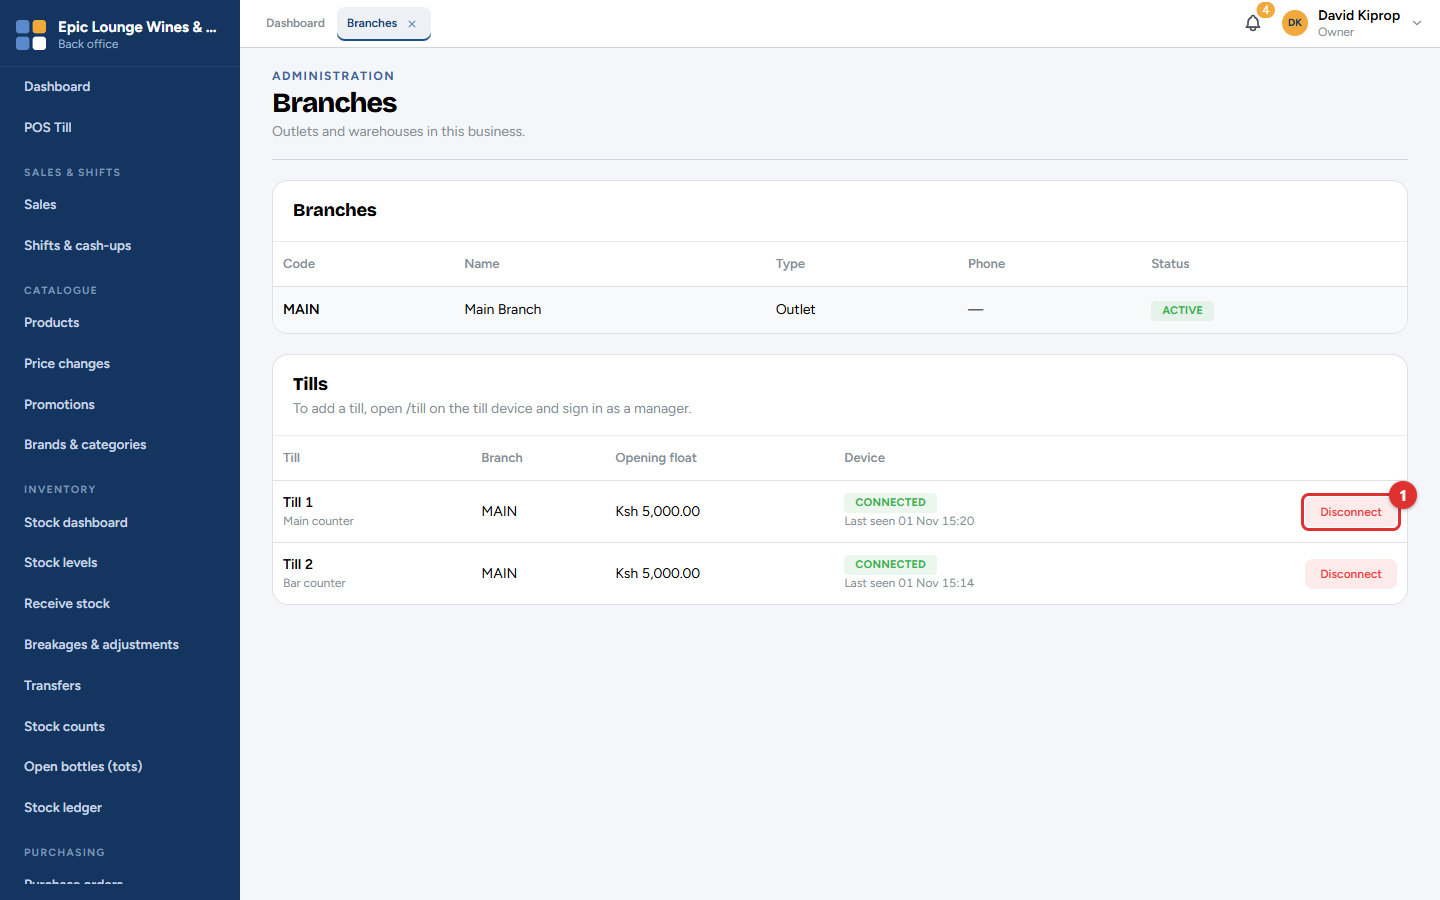 Epic Lounge Wines & ...
Back office
Dashboard
POS Till
SALES & SHIFTS
Sales
Shifts & cash-ups
CATALOGUE
Products
Price changes
Promotions
Brands & categories
INVENTORY
Stock dashboard
Stock levels
Receive stock
Breakages & adjustments
Transfers
Stock counts
Open bottles (tots)
Stock ledger
PURCHASING
Purchase orders
Dashboard Branches ×
4 DK David Kiprop
Owner
ADMINISTRATION
Branches
Outlets and warehouses in this business.
Branches
Code Name Type Phone Status
MAIN Main Branch Outlet — ACTIVE
Tills
To add a till, open /till on the till device and sign in as a manager.
Till Branch Opening float Device
Till 1 MAIN Ksh 5,000.00 CONNECTED Disconnect 1
Main counter Last seen 01 Nov 15:20
Till 2 MAIN Ksh 5,000.00 CONNECTED Disconnect
Bar counter Last seen 01 Nov 15:14